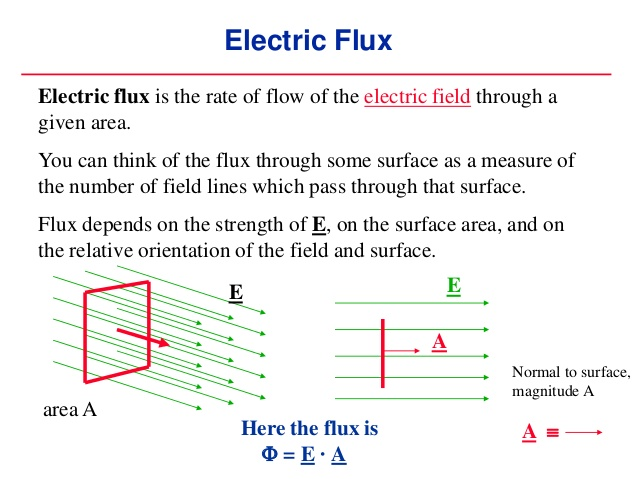 Electric Flux
Electric flux is the rate of flow of the electric field through a
given area.
You can think of the flux through some surface as a measure of
the number of field lines which pass through that surface.
Flux depends on the strength of E, on the surface area, and on
the relative orientation of the field and surface.
E
E
A
area A
Normal to surface,
magnitude A
A ≡
Here the flux is
Φ = E · A